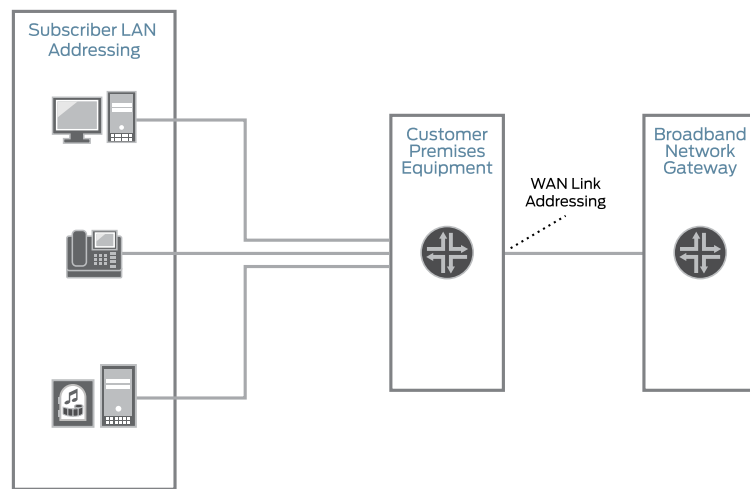 Subscriber LAN
Addressing
Customer
Premises
Equipment
WAN Link
Addressing
Broadband
Network
Gateway